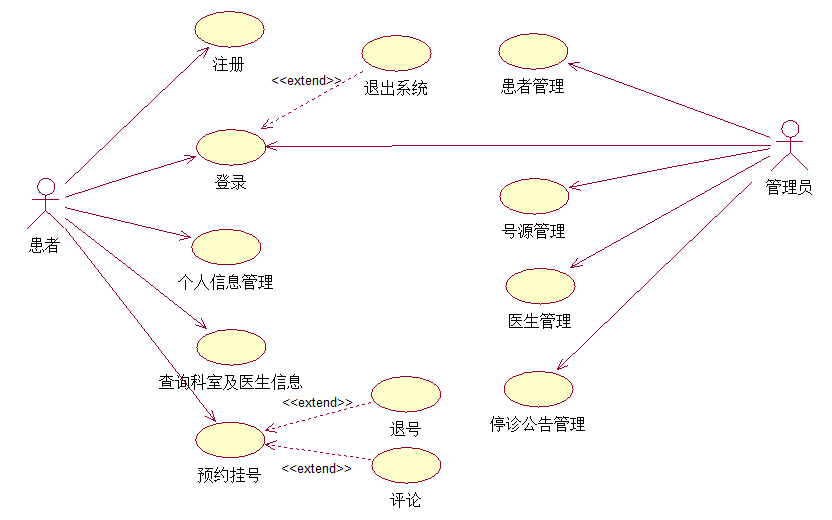 注册
<<extend>>
退出系统
患者管理
登录
管理员
患者
号源管理
个人信息管理
医生管理
查询科室及医生信息
<<extend>>
退号
停诊公告管理
预约挂号
<<extend>>
评论